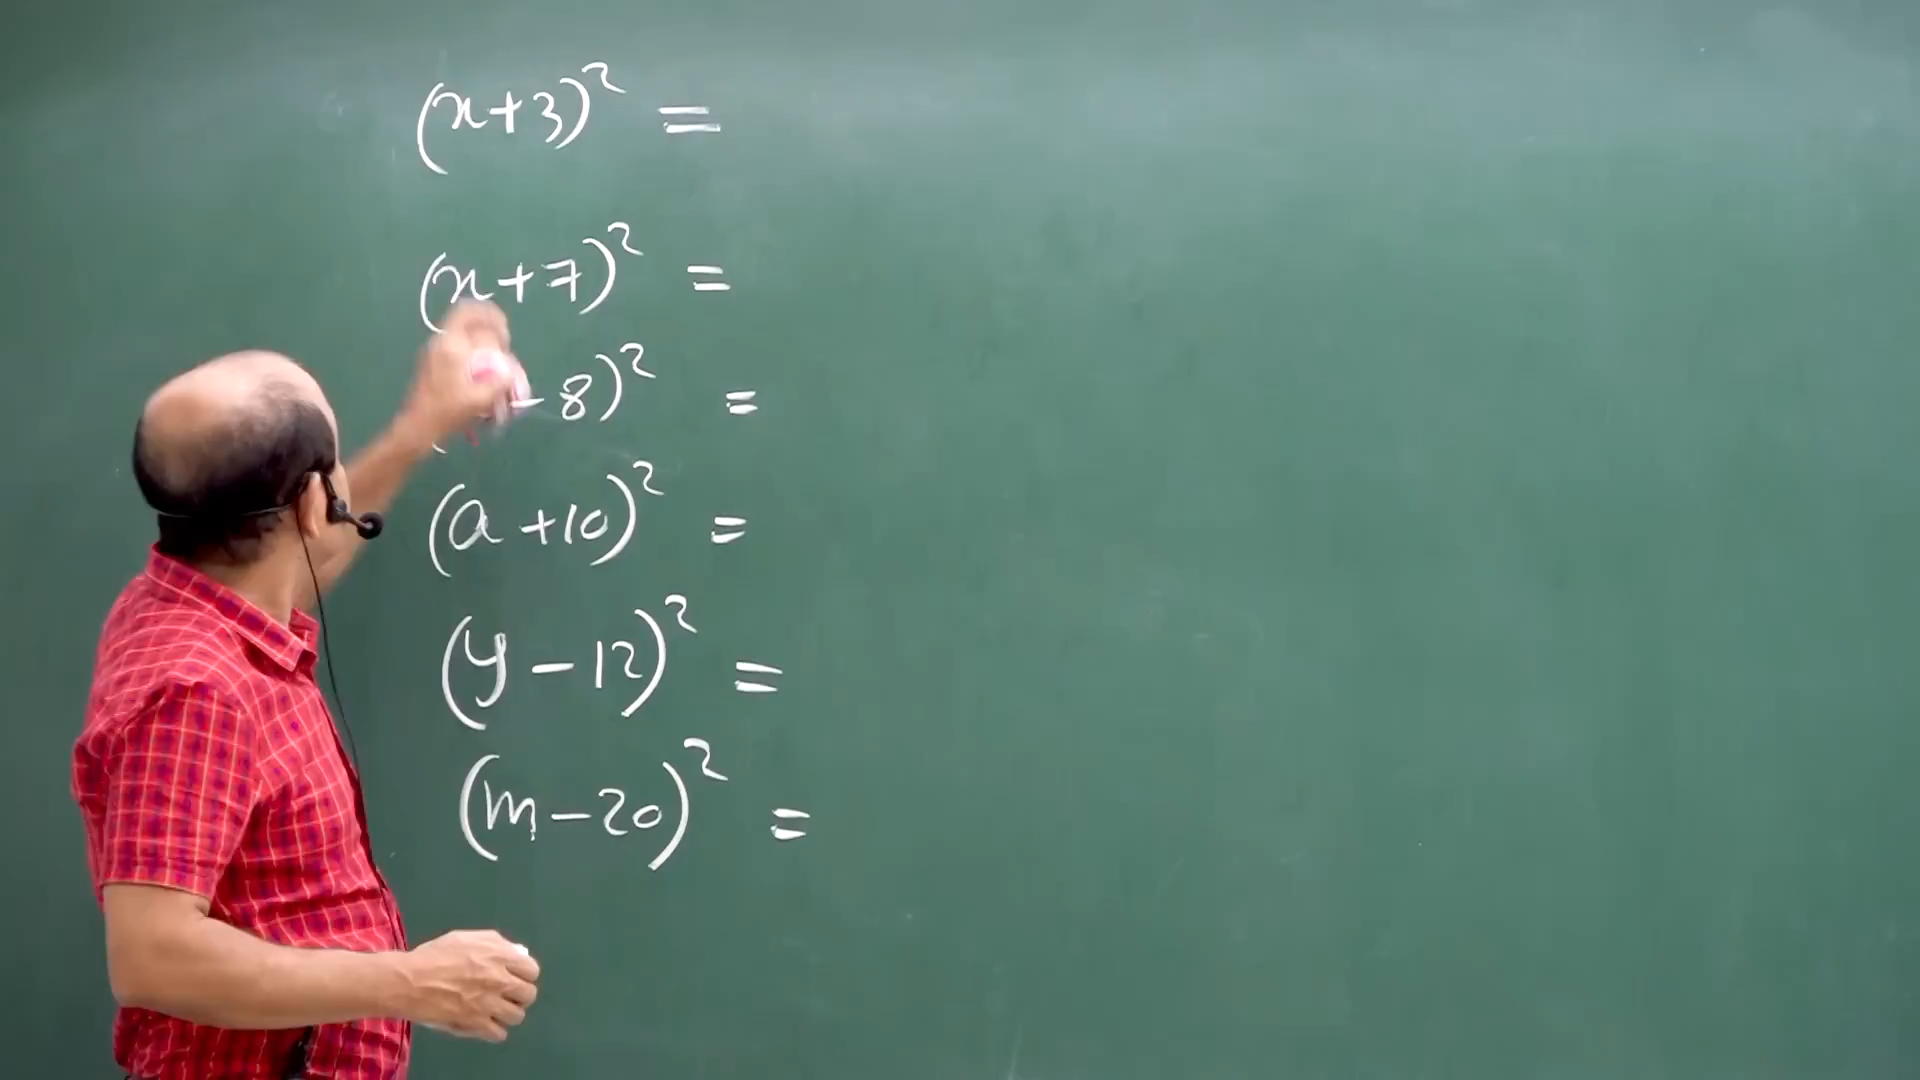 (x+3)² =
(x+7)² =
-8)² =
(a+10)² =
(y-12)² =
(m-20)² =